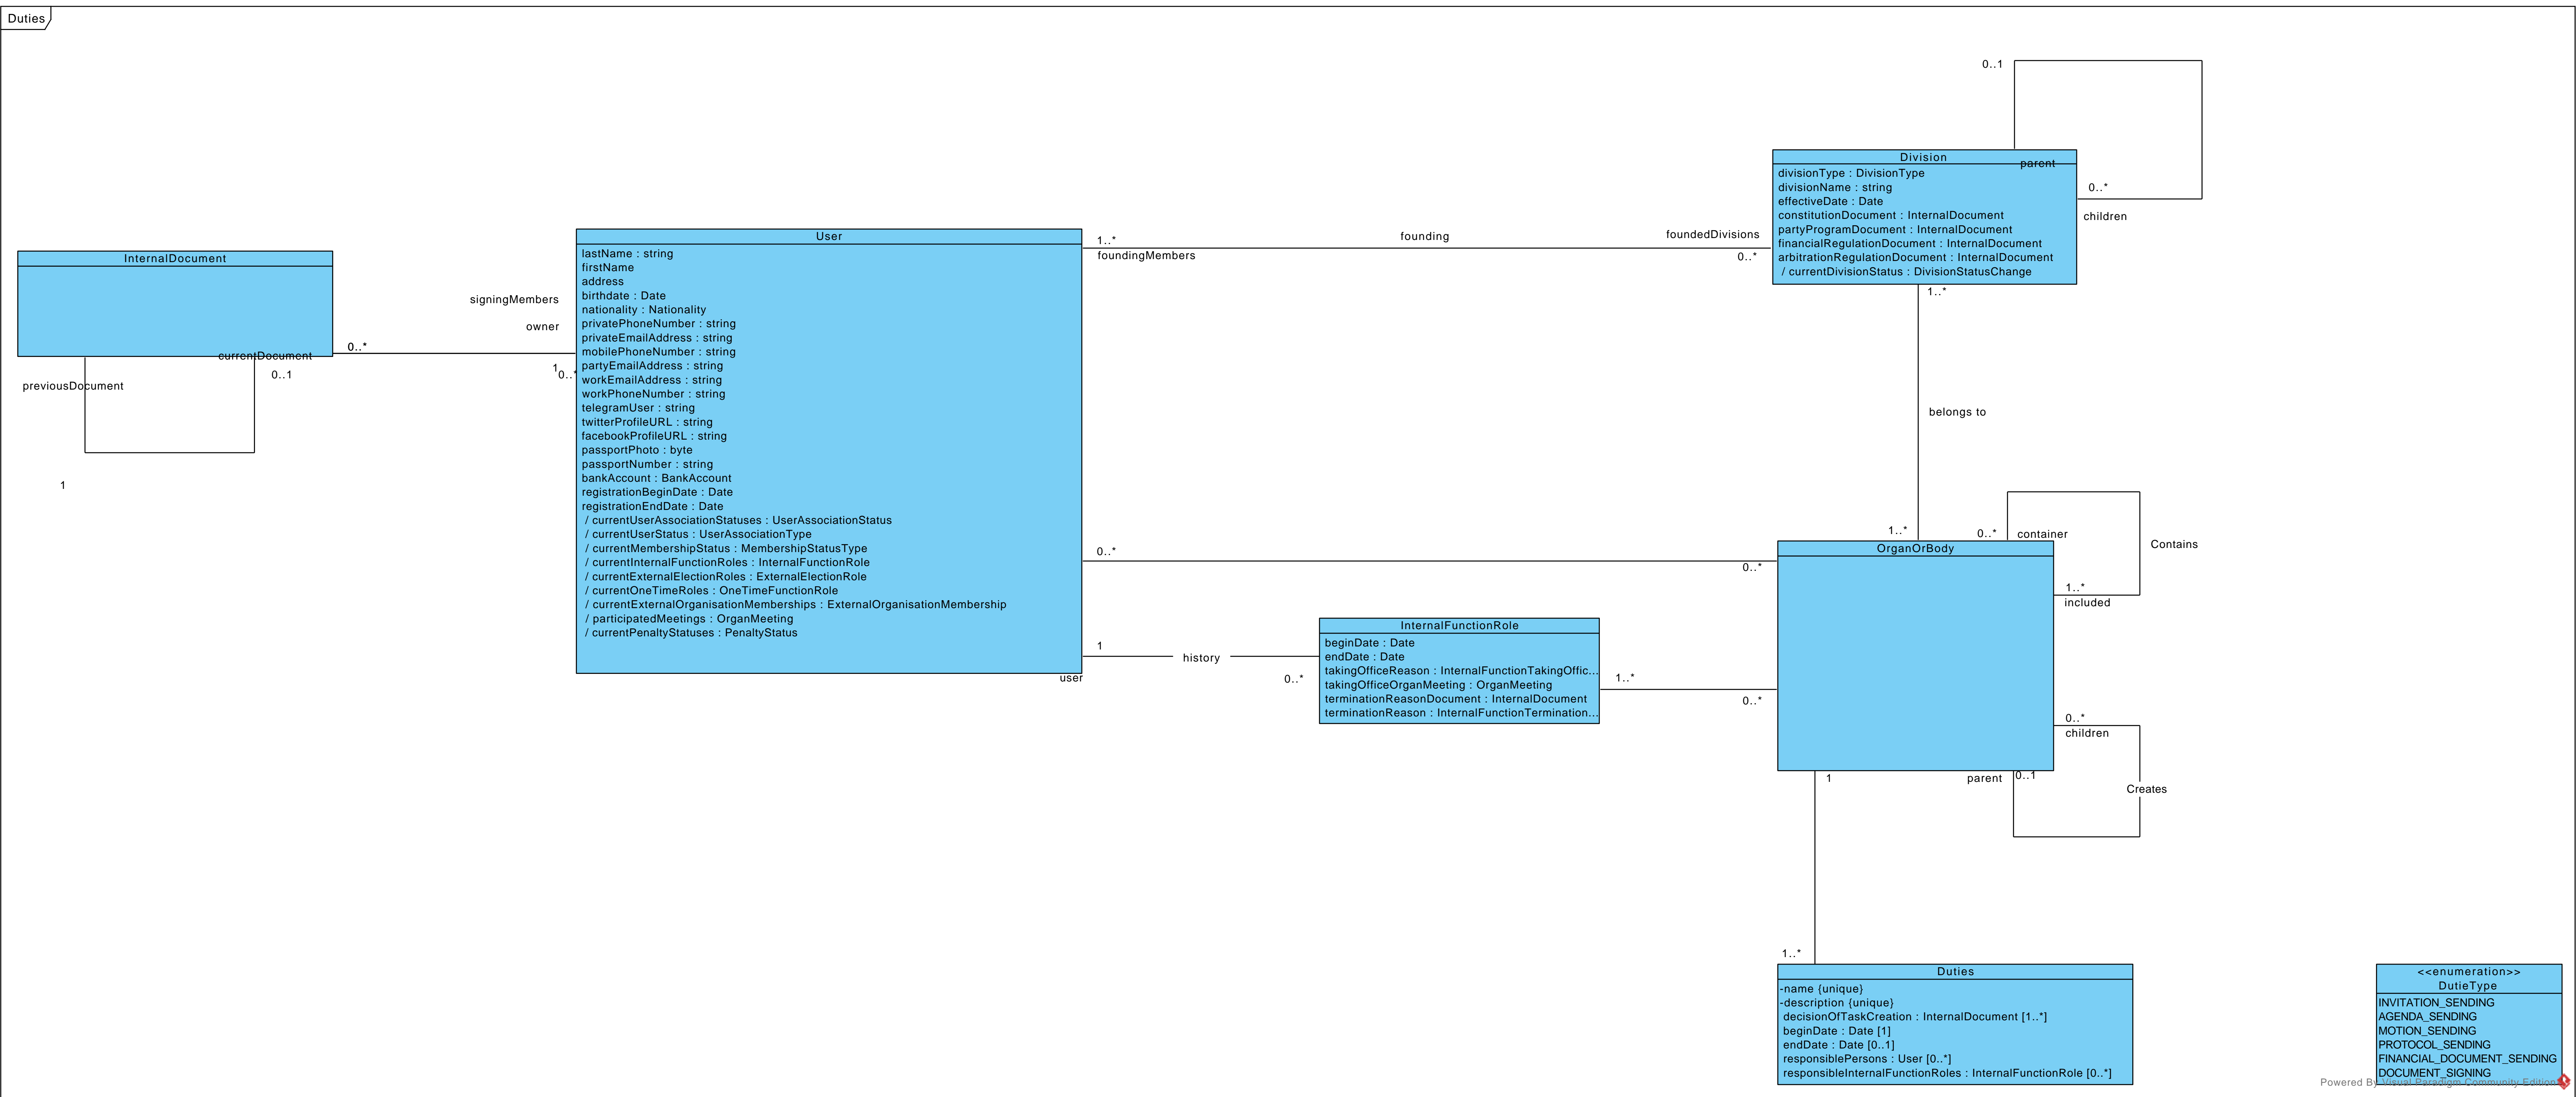 Duties
0..1
Division
parent
divisionType : DivisionType
divisionName : string
effectiveDate : Date
constitutionDocument : InternalDocument
partyProgramDocument : InternalDocument
financialRegulationDocument : InternalDocument
arbitrationRegulationDocument : InternalDocument
/ currentDivisionStatus : DivisionStatusChange
0..*
children
1..*
foundingMembers
founding
foundedDivisions
0..*
InternalDocument
signingMembers
owner
0..*
1
0..*
currentDocument
0..1
previousDocument
1
User
lastName : string
firstName
address
birthdate : Date
nationality : Nationality
privatePhoneNumber : string
privateEmailAddress : string
mobilePhoneNumber : string
partyEmailAddress : string
workEmailAddress : string
workPhoneNumber : string
telegramUser : string
twitterProfileURL : string
facebookProfileURL : string
passportPhoto : byte
passportNumber : string
bankAccount : BankAccount
registrationBeginDate : Date
registrationEndDate : Date
/ currentUserAssociationStatuses : UserAssociationStatus
/ currentUserStatus : UserAssociationType
/ currentMembershipStatus : MembershipStatusType
/ currentInternalFunctionRoles : InternalFunctionRole
/ currentExternalElectionRoles : ExternalElectionRole
/ currentOneTimeRoles : OneTimeFunctionRole
/ currentExternalOrganisationMemberships : ExternalOrganisationMembership
/ participatedMeetings : OrganMeeting
/ currentPenaltyStatuses : PenaltyStatus
1..*
belongs to
1..*
0..*
container
Contains
OrganOrBody
1..*
included
0..*
0..*
1
history
user
0..*
InternalFunctionRole
beginDate : Date
endDate : Date
takingOfficeReason : InternalFunctionTakingOffic...
takingOfficeOrganMeeting : OrganMeeting
terminationReasonDocument : InternalDocument
terminationReason : InternalFunctionTermination...
1..*
0..*
0..*
children
parent
0..1
Creates
1
1..*
Duties
-name {unique}
-description {unique}
decisionOfTaskCreation : InternalDocument [1..*]
beginDate : Date [1]
endDate : Date [0..1]
responsiblePersons : User [0..*]
responsibleInternalFunctionRoles : InternalFunctionRole [0..*]
<<enumeration>>
DutieType
INVITATION_SENDING
AGENDA_SENDING
MOTION_SENDING
PROTOCOL_SENDING
FINANCIAL_DOCUMENT_SENDING
DOCUMENT_SIGNING
Powered By Visual Paradigm Community Edition